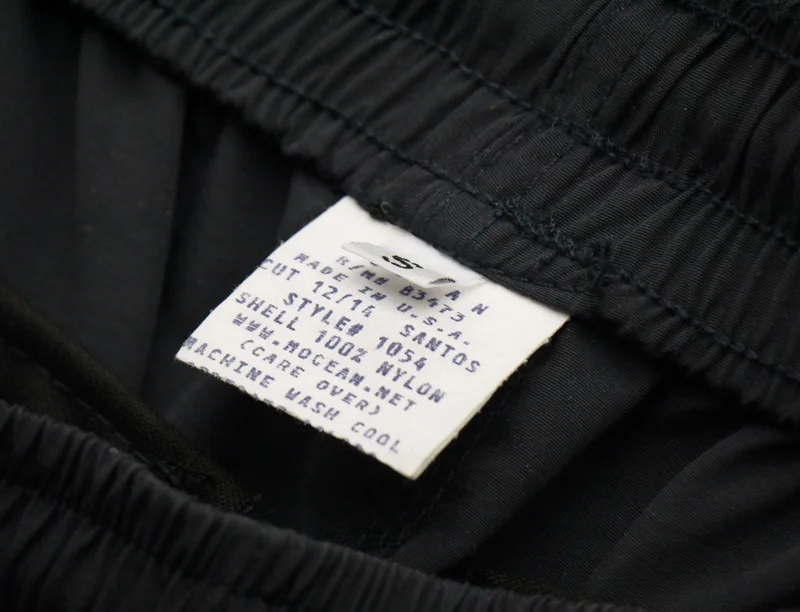 S
A N
R/N# B3473
MADE IN U.S.A.
CUT 12/14 SANTOS
STYLE# 1054
SHELL 100% NYLON
WWW.MOCEAN.NET
(CARE OVER)
MACHINE WASH COOL